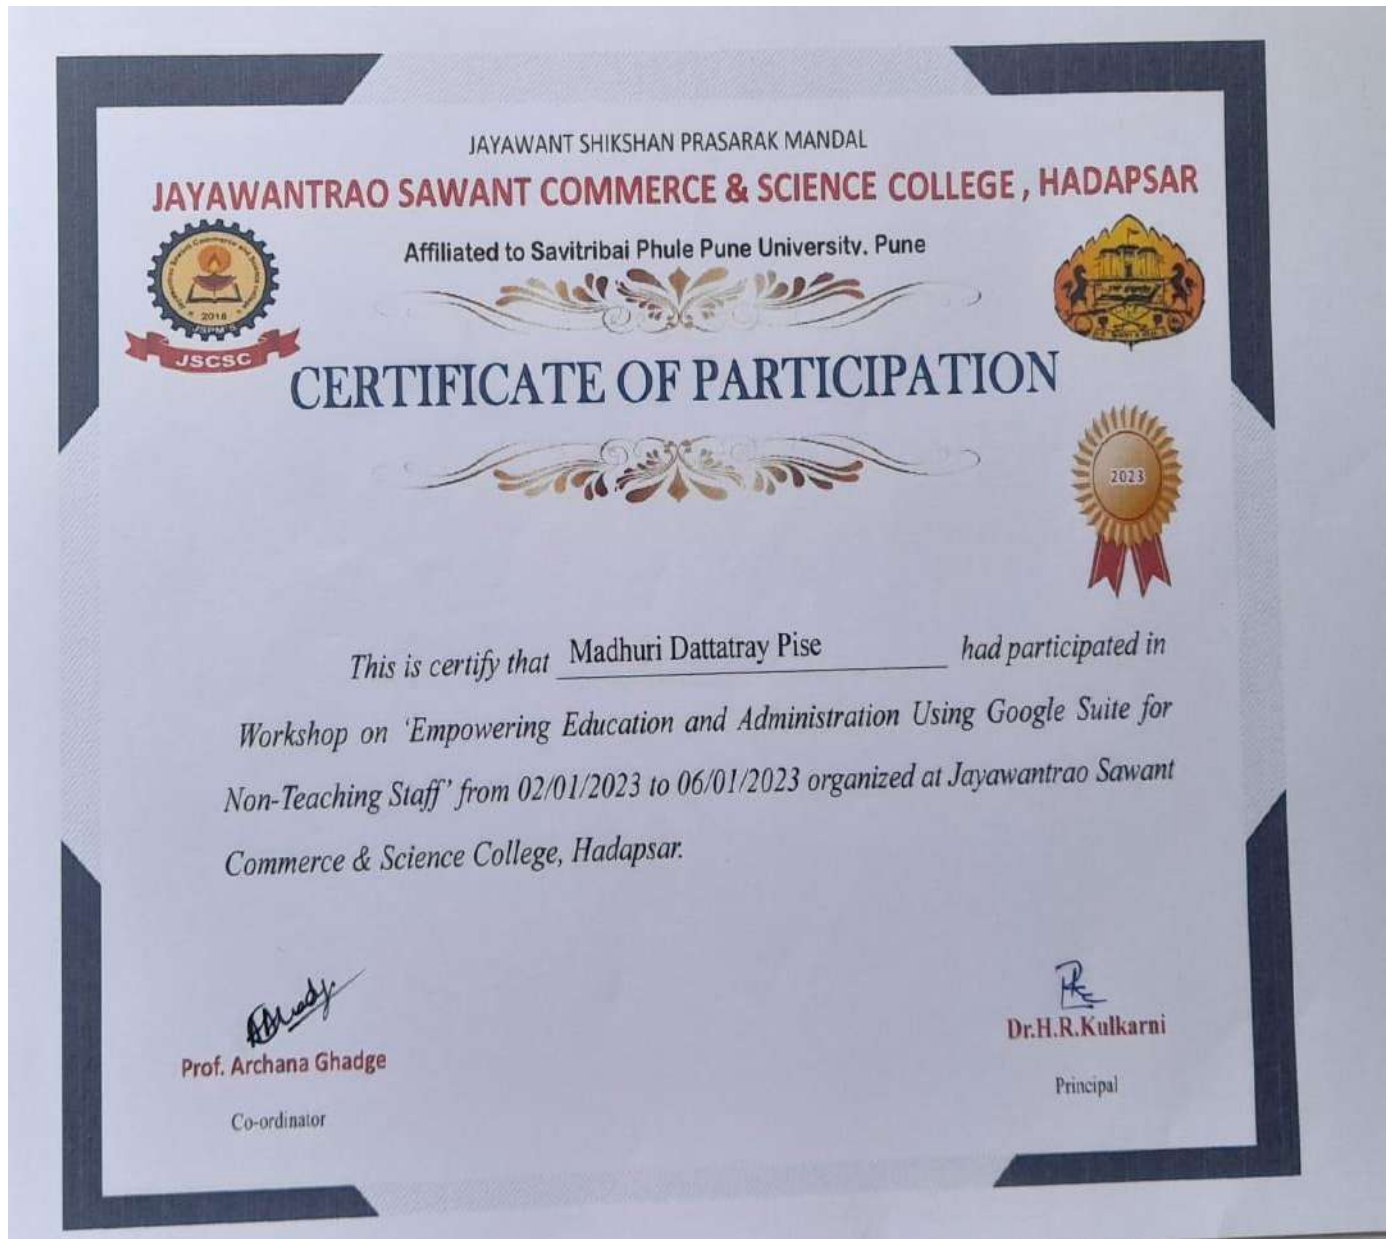 JAYAWANT SHIKSHAN PRASARAK MANDAL
JAYAWANTRAO SAWANT COMMERCE & SCIENCE COLLEGE , HADAPSAR
Affiliated to Savitribai Phule Pune University. Pune
2018
JSPM'S
JSCSC
CERTIFICATE OF PARTICIPATION
2023
This is certify that Madhuri Dattatray Pise had participated in
Workshop on 'Empowering Education and Administration Using Google Suite for
Non-Teaching Staff' from 02/01/2023 to 06/01/2023 organized at Jayawantrao Sawant
Commerce & Science College, Hadapsar.
Prof. Archana Ghadge
Co-ordinator
Dr.H.R.Kulkarni
Principal